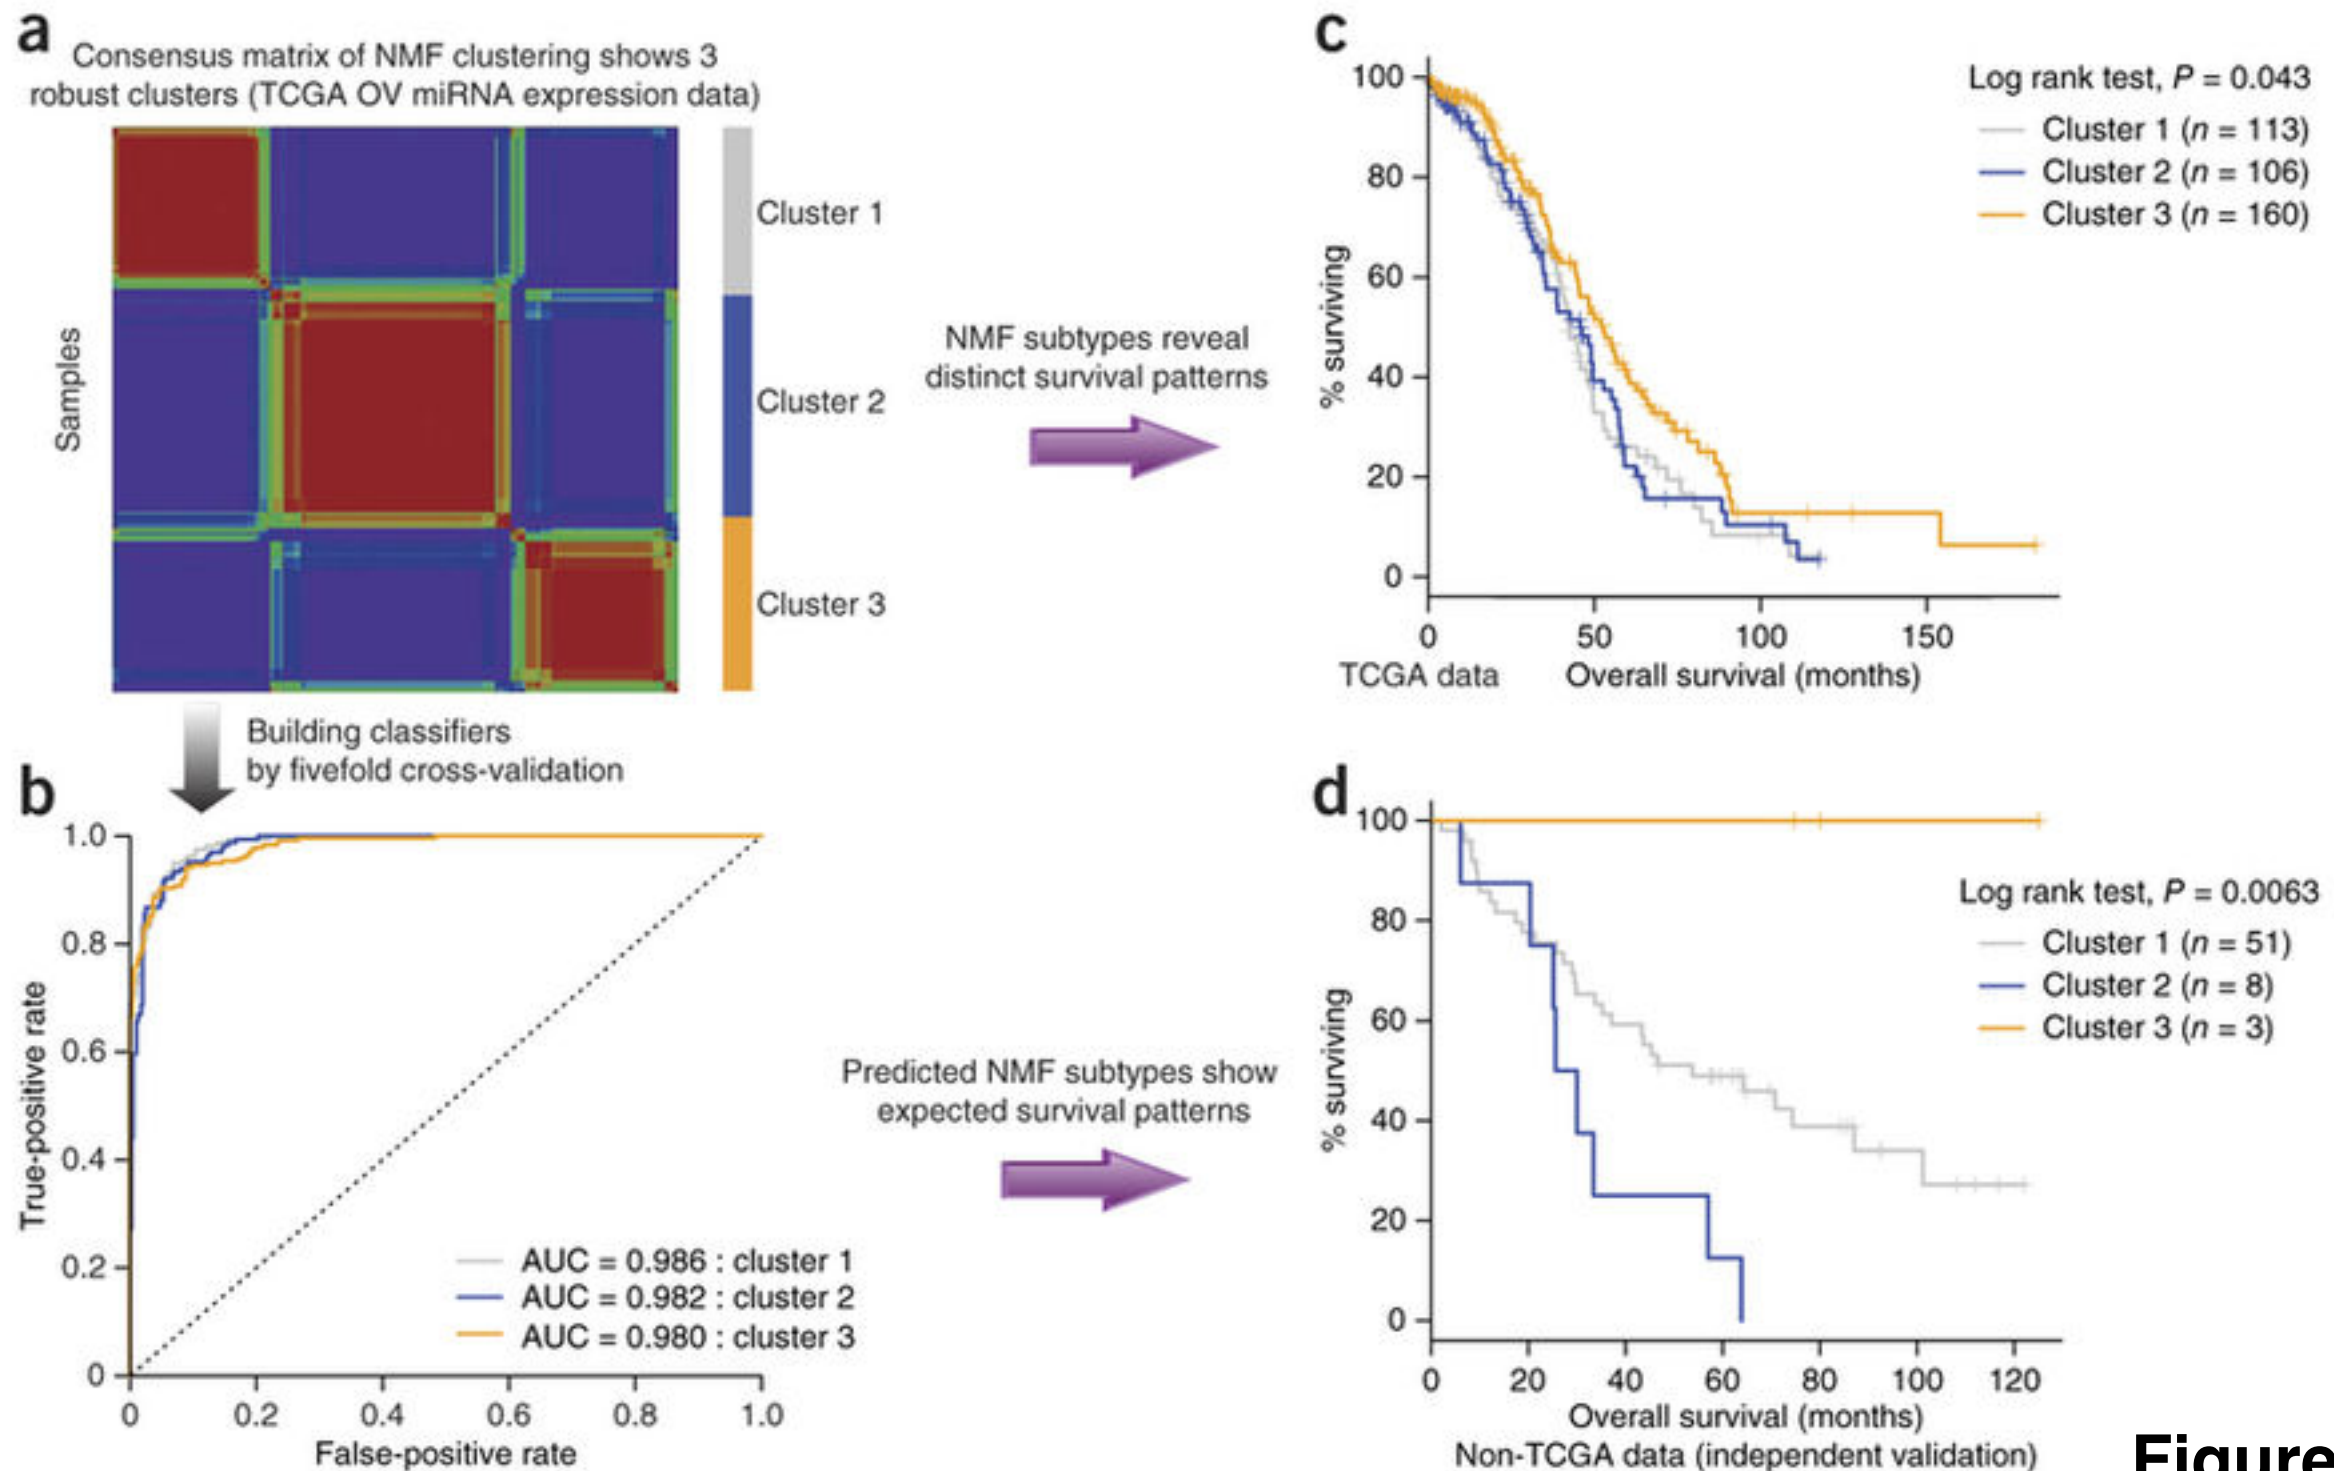 a
Consensus matrix of NMF clustering shows 3
robust clusters (TCGA OV miRNA expression data)
Samples
Cluster 1
Cluster 2
Cluster 3
NMF subtypes reveal
distinct survival patterns
c
Log rank test, P = 0.043
Cluster 1 (n = 113)
Cluster 2 (n = 106)
Cluster 3 (n = 160)
% surviving
100
80
60
40
20
0
0 50 100 150
TCGA data
Overall survival (months)
Building classifiers
by fivefold cross-validation
b
True-positive rate
1.0
0.8
0.6
0.4
0.2
0
AUC = 0.986 : cluster 1
AUC = 0.982 : cluster 2
AUC = 0.980 : cluster 3
0 0.2 0.4 0.6 0.8 1.0
False-positive rate
Predicted NMF subtypes show
expected survival patterns
d
Log rank test, P = 0.0063
Cluster 1 (n = 51)
Cluster 2 (n = 8)
Cluster 3 (n = 3)
% surviving
100
80
60
40
20
0
0 20 40 60 80 100 120
Overall survival (months)
Non-TCGA data (independent validation)
Figure